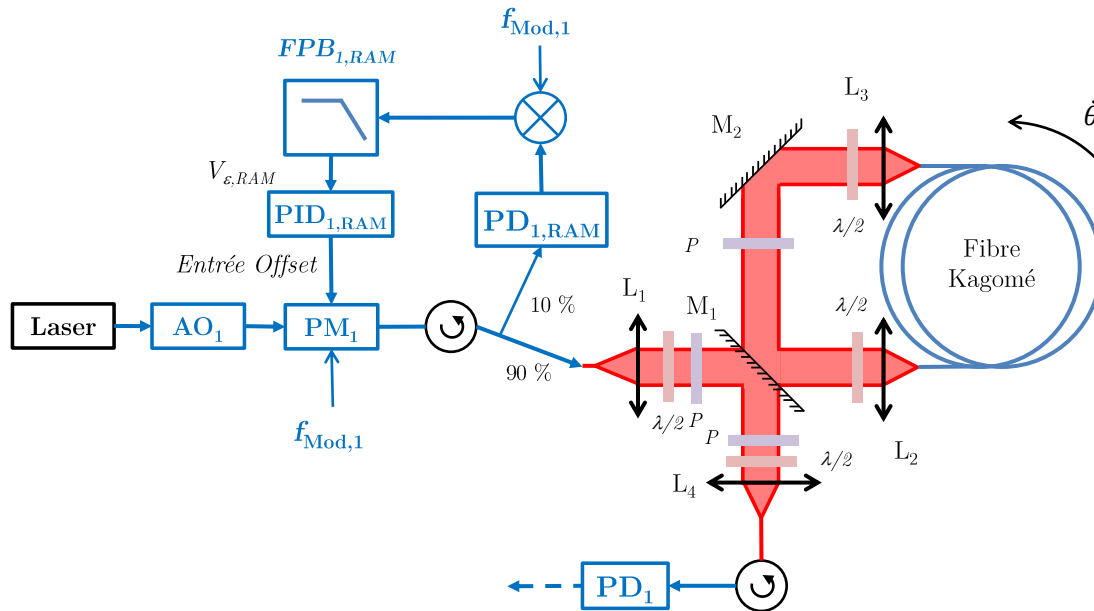 f_Mod,1
FPB_1,RAM
L_3
M_2
θ̇
V_ε,RAM
PID_1,RAM
PD_1,RAM
λ/2
P
Fibre
Kagomé
Entrée Offset
L_1
M_1
λ/2
Laser
AO_1
PM_1
10 %
90 %
λ/2
P
P
f_Mod,1
λ/2
L_2
L_4
PD_1